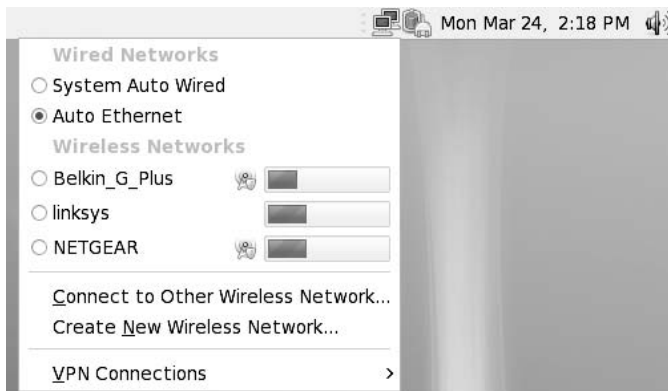 Mon Mar 24, 2:18 PM
Wired Networks
System Auto Wired
Auto Ethernet
Wireless Networks
Belkin_G_Plus
linksys
NETGEAR
Connect to Other Wireless Network...
Create New Wireless Network...
VPN Connections